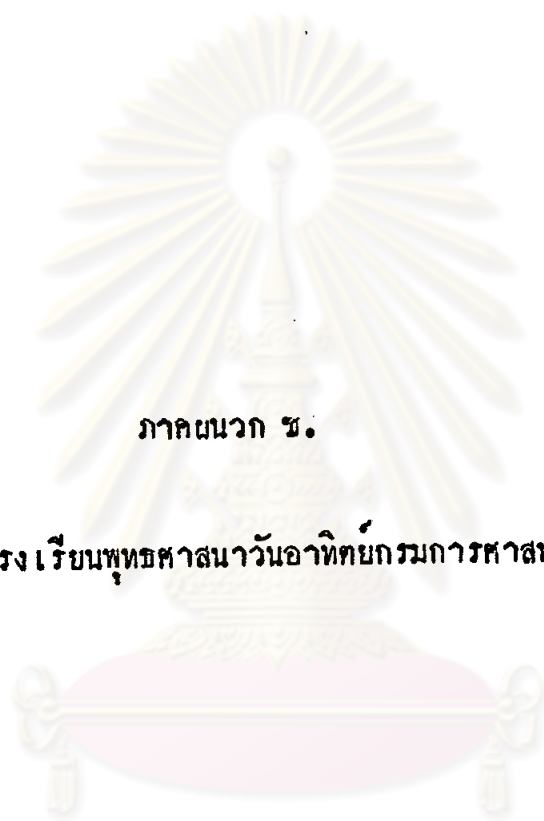 ภาคผนวก ช.
รงเรียนพุทธศาสนาวันอาทิตย์กรมการศาส